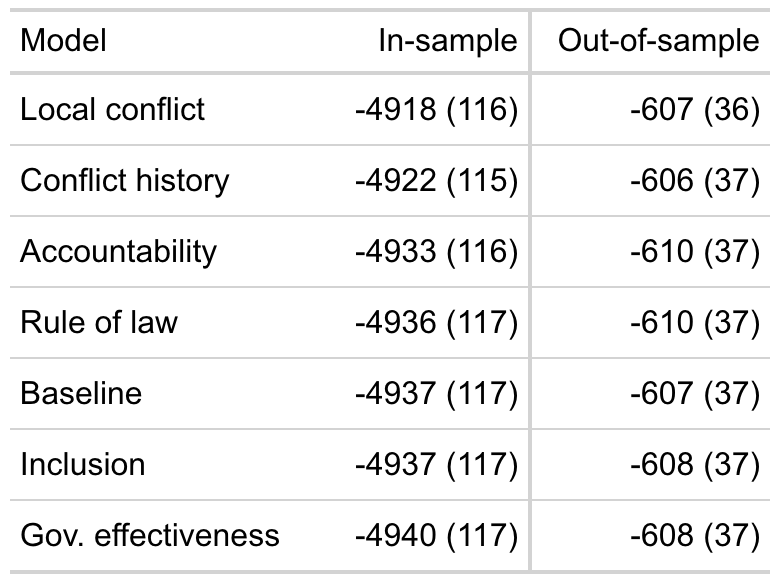 Model In-sample Out-of-sample
Local conflict -4918 (116) -607 (36)
Conflict history -4922 (115) -606 (37)
Accountability -4933 (116) -610 (37)
Rule of law -4936 (117) -610 (37)
Baseline -4937 (117) -607 (37)
Inclusion -4937 (117) -608 (37)
Gov. effectiveness -4940 (117) -608 (37)